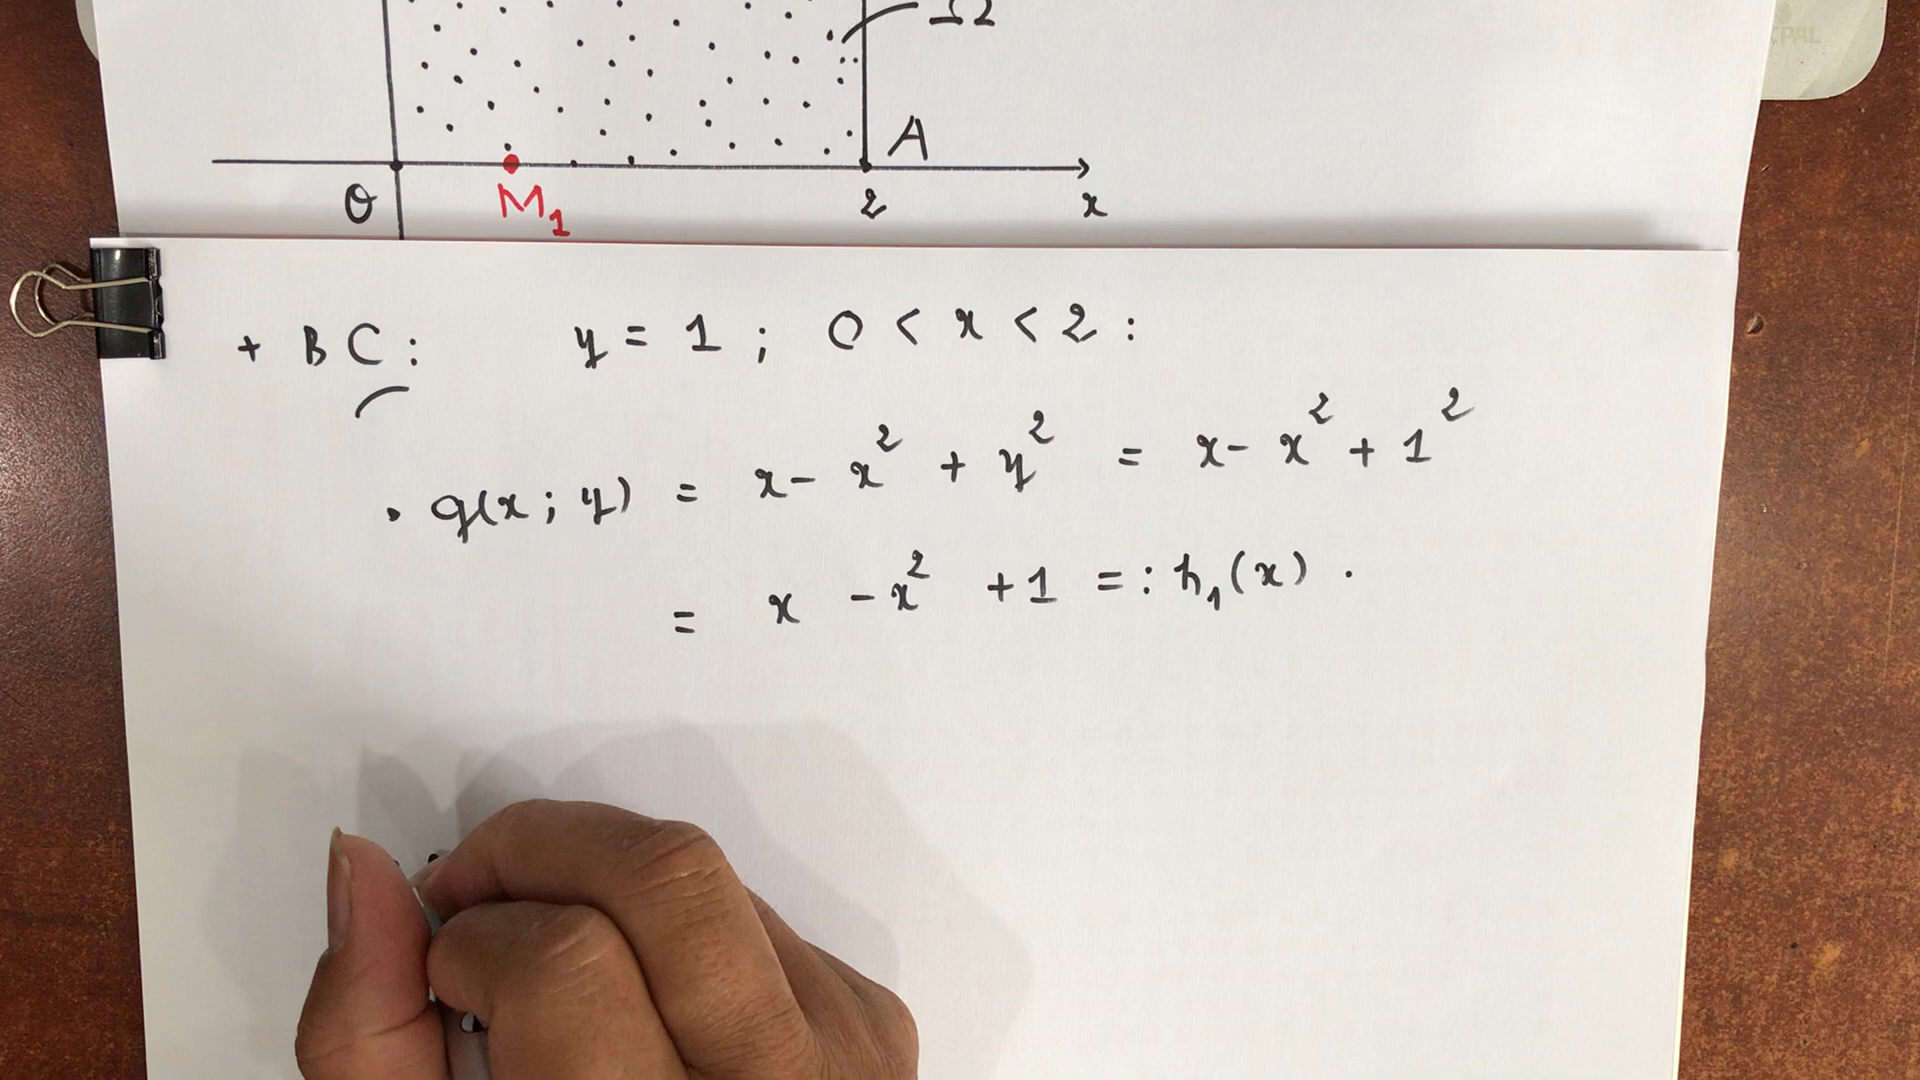 Ω
A
O M₁ 2 x
+ BC: y = 1 ; 0 < x < 2 :
. g(x ; y) = x - x² + y² = x - x² + 1²
= x - x² + 1 =: h₁(x) .